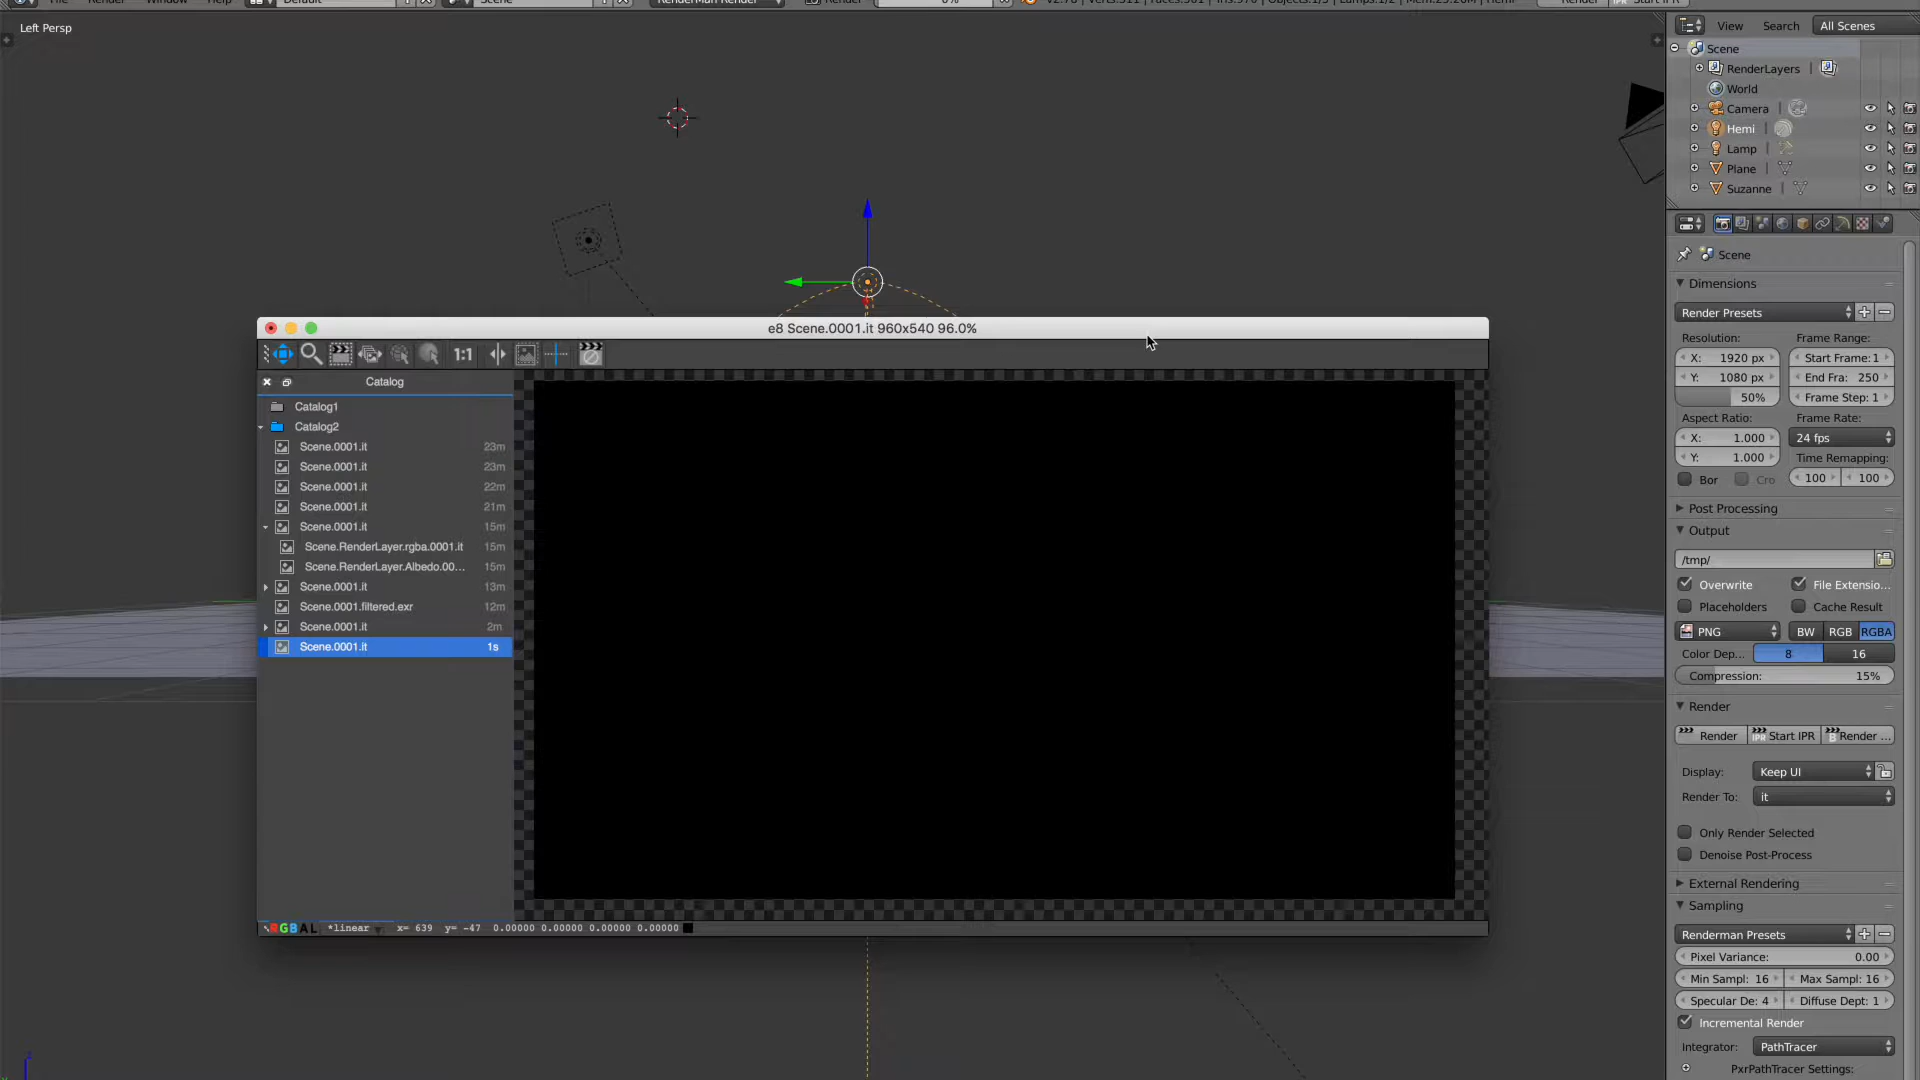 File Render Window Help Default Scene RenderMan Render Render 0%
Left Persp
View Search All Scenes
Scene
RenderLayers
World
Camera
Hemi
Lamp
Plane
Suzanne
Scene
Dimensions
Render Presets
Resolution: Frame Range:
X: 1920 px Start Frame: 1
Y: 1080 px End Fra: 250
50% Frame Step: 1
Aspect Ratio: Frame Rate:
X: 1.000 24 fps
Y: 1.000 Time Remapping:
Bor Cro 100 100
Post Processing
Output
/tmp/
Overwrite File Extensio...
Placeholders Cache Result
PNG BW RGB RGBA
Color Dep... 8 16
Compression: 15%
Render
Render Start IPR Render ...
Display: Keep UI
Render To: it
Only Render Selected
Denoise Post-Process
External Rendering
Sampling
Renderman Presets
Pixel Variance: 0.00
Min Sampl: 16 Max Sampl: 16
Specular De: 4 Diffuse Dept: 1
Incremental Render
Integrator: PathTracer
PxrPathTracer Settings:
e8 Scene.0001.it 960x540 96.0%
1:1
Catalog
Catalog1
Catalog2
Scene.0001.it 23m
Scene.0001.it 23m
Scene.0001.it 22m
Scene.0001.it 21m
Scene.0001.it 15m
Scene.RenderLayer.rgba.0001.it 15m
Scene.RenderLayer.Albedo.00... 15m
Scene.0001.it 13m
Scene.0001.filtered.exr 12m
Scene.0001.it 2m
Scene.0001.it 1s
RGBAL *linear x= 639 y= -47 0.00000 0.00000 0.00000 0.00000